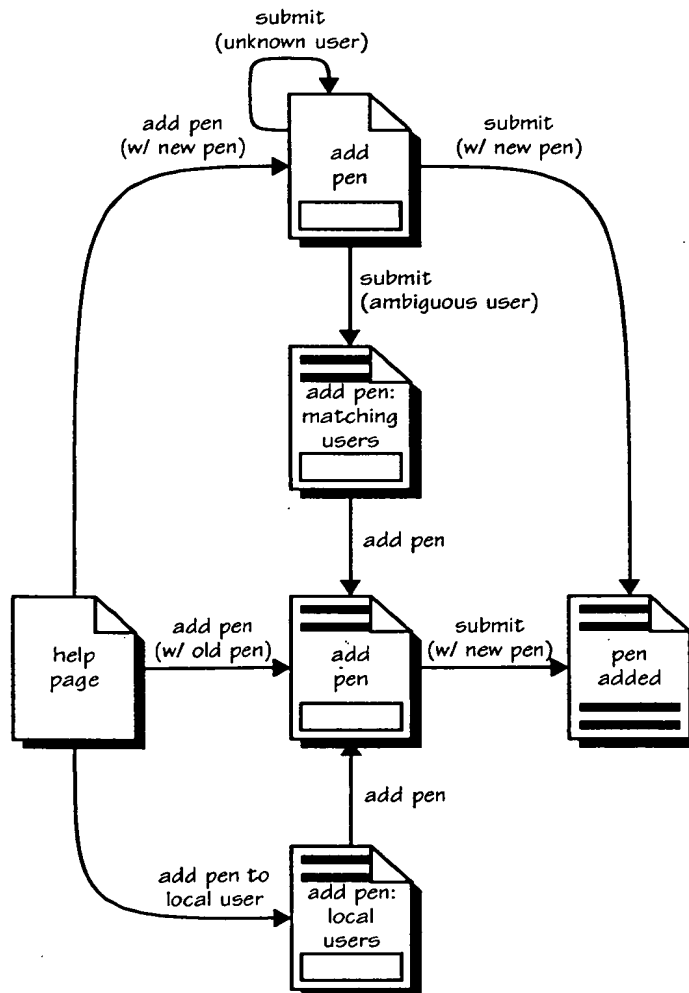 submit
(unknown user)
add pen
(w/ new pen)
submit
(w/ new pen)
add
pen
submit
(ambiguous user)
add pen:
matching
users
add pen
help
page
add pen
(w/ old pen)
add
pen
submit
(w/ new pen)
pen
added
add pen
add pen to
local user
add pen:
local
users